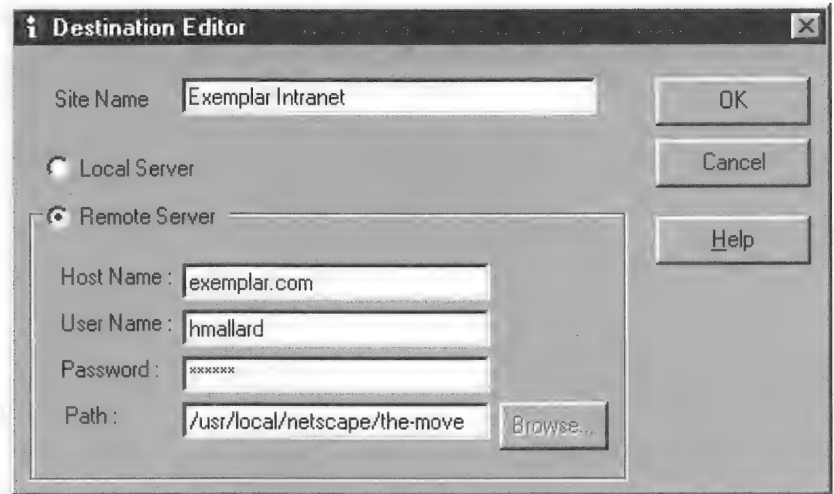 Destination Editor
Site Name Exemplar Intranet
OK
Local Server
Cancel
Remote Server
Help
Host Name : exemplar.com
User Name : hmallard
Password : ××××××
Path : /usr/local/netscape/the-move Browse...